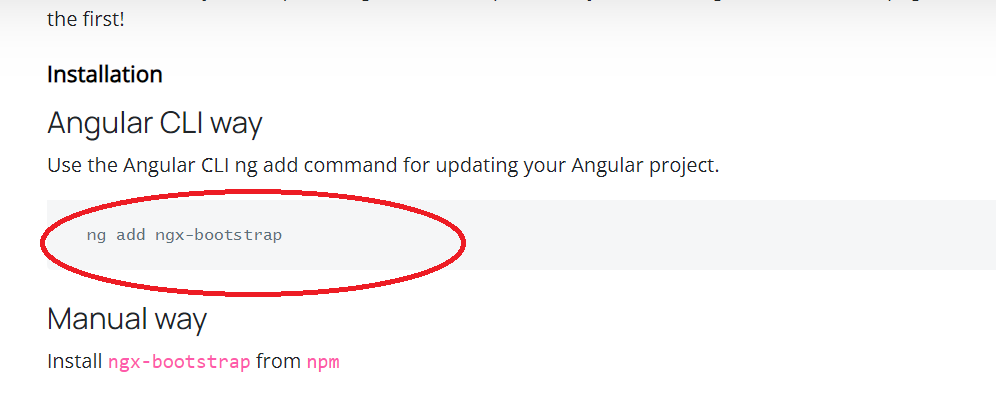 the first!
Installation
Angular CLI way
Use the Angular CLI ng add command for updating your Angular project.
ng add ngx-bootstrap
Manual way
Install ngx-bootstrap from npm